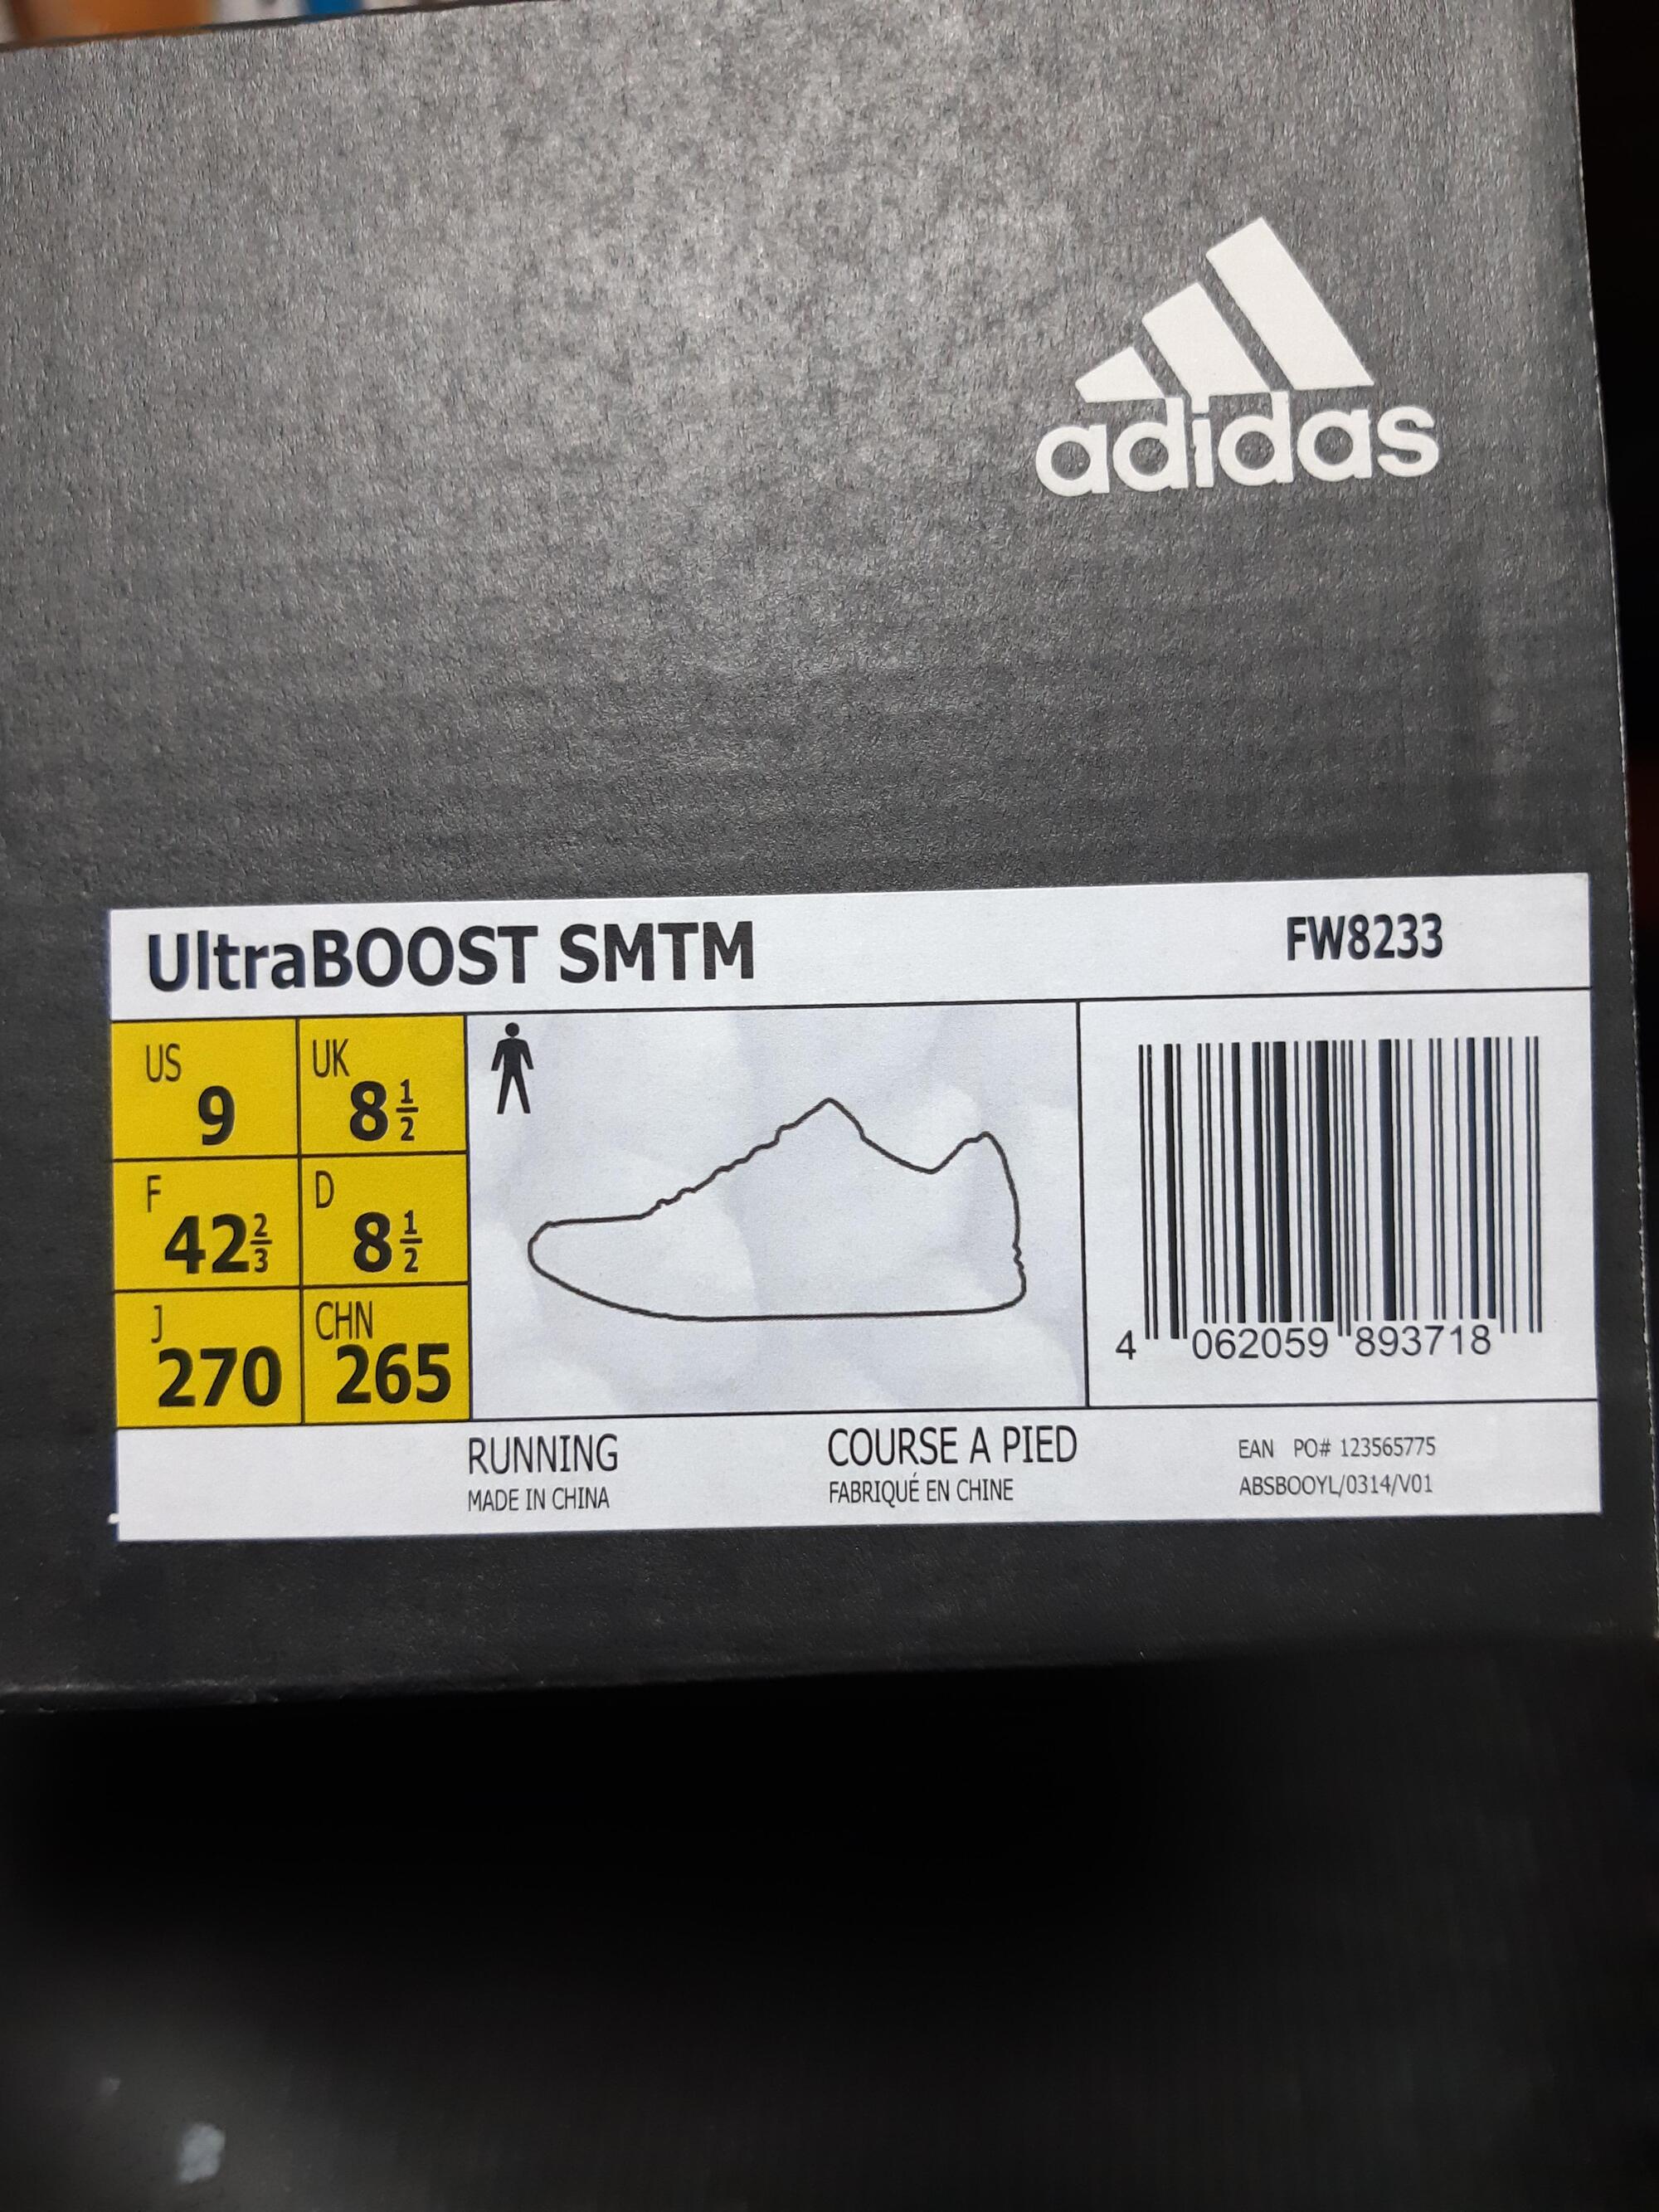 adidas
UltraBOOST SMTM
FW8233
US
9
UK
8 1/2
F
42 2/3
D
8 1/2
J
270
CHN
265
4 062059 893718
RUNNING
MADE IN CHINA
COURSE A PIED
FABRIQUÉ EN CHINE
EAN PO# 123565775
ABSBOOYL/0314/V01